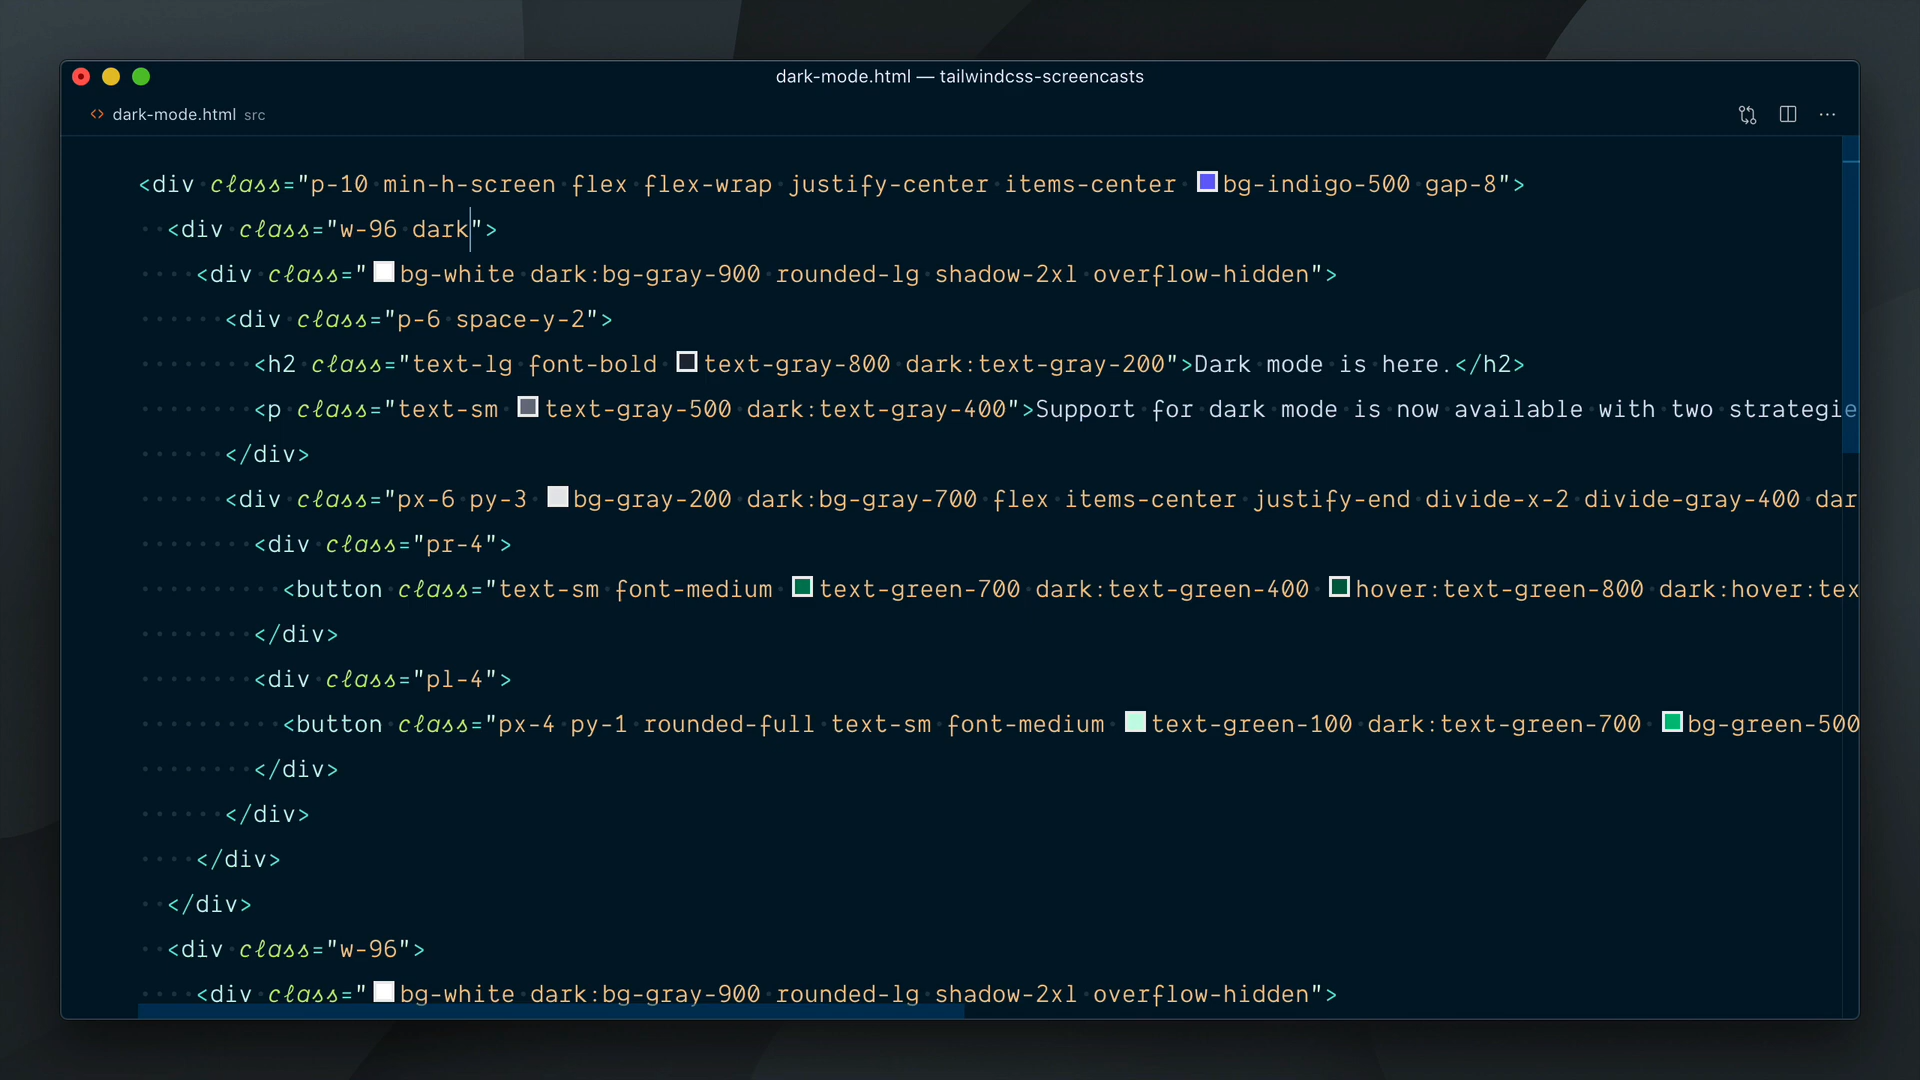 dark-mode.html — tailwindcss-screencasts
dark-mode.html src
<div class="p-10 min-h-screen flex flex-wrap justify-center items-center bg-indigo-500 gap-8">
<div class="w-96 dark">
<div class="bg-white dark:bg-gray-900 rounded-lg shadow-2xl overflow-hidden">
<div class="p-6 space-y-2">
<h2 class="text-lg font-bold text-gray-800 dark:text-gray-200">Dark mode is here.</h2>
<p class="text-sm text-gray-500 dark:text-gray-400">Support for dark mode is now available with two strategie
</div>
<div class="px-6 py-3 bg-gray-200 dark:bg-gray-700 flex items-center justify-end divide-x-2 divide-gray-400 dar
<div class="pr-4">
<button class="text-sm font-medium text-green-700 dark:text-green-400 hover:text-green-800 dark:hover:tex
</div>
<div class="pl-4">
<button class="px-4 py-1 rounded-full text-sm font-medium text-green-100 dark:text-green-700 bg-green-500
</div>
</div>
</div>
</div>
<div class="w-96">
<div class="bg-white dark:bg-gray-900 rounded-lg shadow-2xl overflow-hidden">